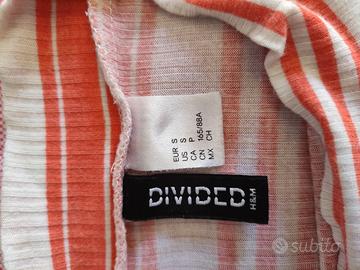 EUR S
US S
CA P
CN 165/88A
MX CH
DIVIDED
H&M
subito